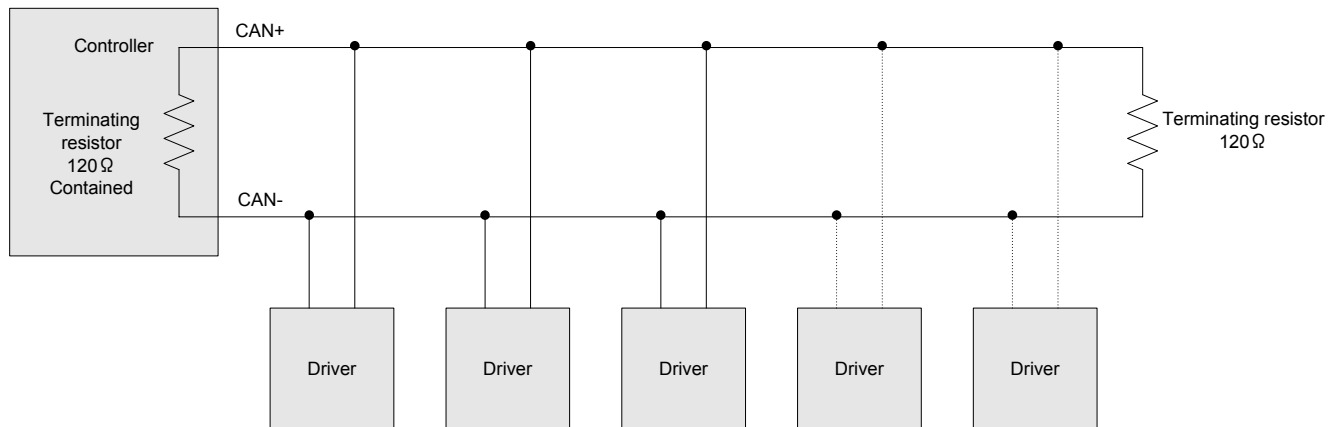 Controller
CAN+
Terminating
resistor
120Ω
Contained
CAN-
Terminating resistor
120Ω
Driver
Driver
Driver
Driver
Driver